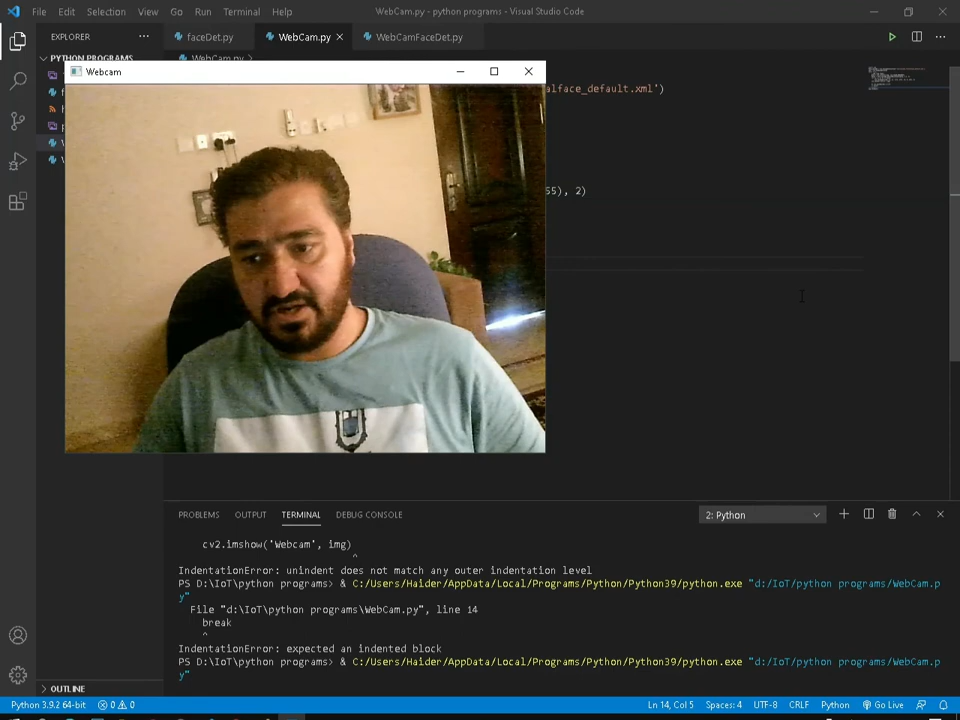 File Edit Selection View Go Run Terminal Help WebCam.py - python programs - Visual Studio Code
EXPLORER
faceDet.py WebCam.py WebCamFaceDet.py
PYTHON PROGRAMS
WebCam.py
Webcam
alface_default.xml')
55), 2)
PROBLEMS OUTPUT TERMINAL DEBUG CONSOLE 2: Python
cv2.imshow('Webcam', img)
^
IndentationError: unindent does not match any outer indentation level
PS D:\IoT\python programs> & C:/Users/Haider/AppData/Local/Programs/Python/Python39/python.exe "d:/IoT/python programs/WebCam.p
y"
File "d:\IoT\python programs\WebCam.py", line 14
break
^
IndentationError: expected an indented block
PS D:\IoT\python programs> & C:/Users/Haider/AppData/Local/Programs/Python/Python39/python.exe "d:/IoT/python programs/WebCam.p
y"
OUTLINE
Python 3.9.2 64-bit 0 0 Ln 14, Col 5 Spaces: 4 UTF-8 CRLF Python Go Live